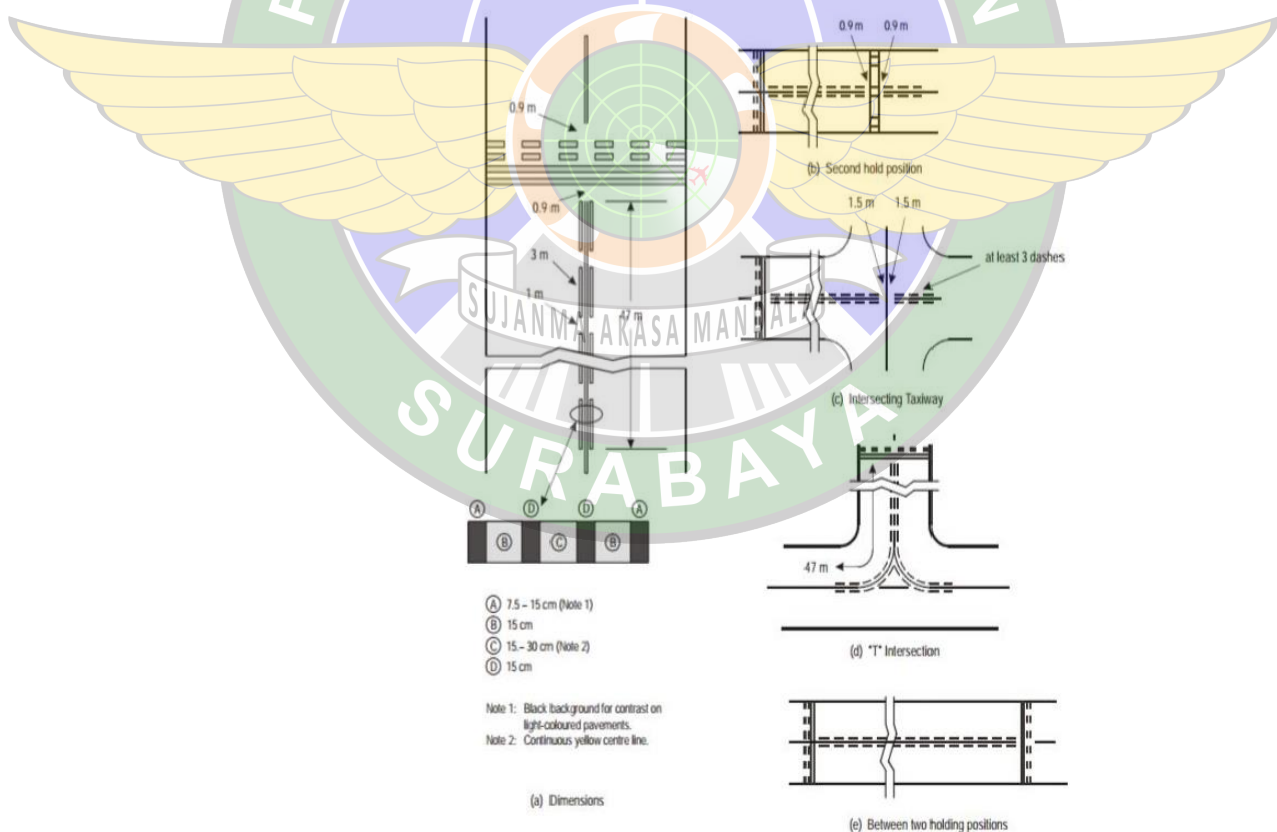 0.9 m
0.9 m
3 m
1 m
47 m
A D D A
B C B
A 7.5 – 15 cm (Note 1)
B 15 cm
C 15.– 30 cm (Note 2)
D 15 cm
Note 1: Black background for contrast on
light-coloured pavements.
Note 2: Continuous yellow centre line.
(a) Dimensions
0.9 m 0.9 m
(b) Second hold position
1.5 m 1.5 m
at least 3 dashes
(c) Intersecting Taxiway
47 m
(d) "T" Intersection
(e) Between two holding positions
SUJANMA AKASA MAN ALA
SURABAYA